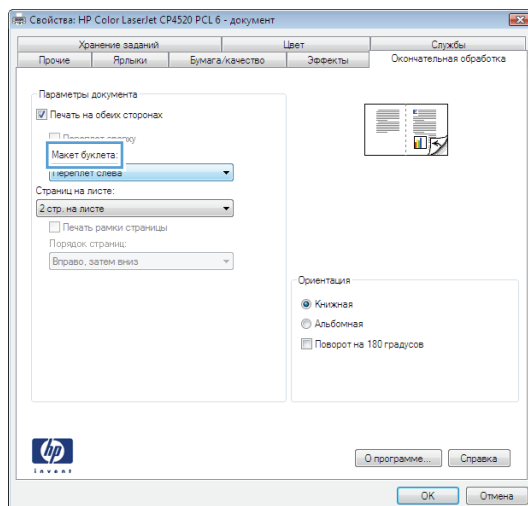 Свойства: HP Color LaserJet CP4520 PCL 6 - документ
Хранение заданий Цвет Службы
Прочие Ярлыки Бумага/качество Эффекты Окончательная обработка
Параметры документа
Печать на обеих сторонах
Макет буклета:
Переплет слева
Страниц на листе:
2 стр. на листе
Печать рамки страницы
Порядок страниц:
Вправо, затем вниз
Ориентация
Книжная
Альбомная
Поворот на 180 градусов
hp
invent
О программе... Справка
OK Отмена